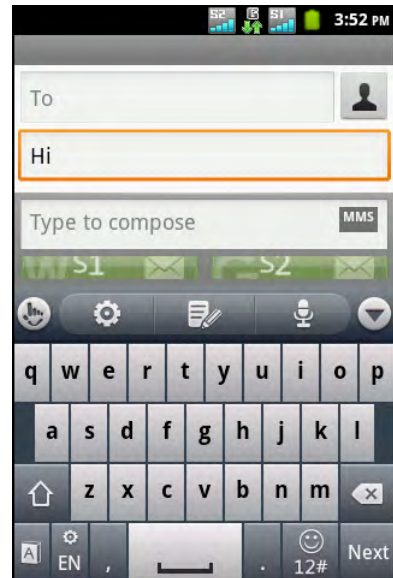 S2 E S1 3:52 PM
To
Hi
Type to compose MMS
S1 S2
q w e r t y u i o p
a s d f g h j k l
z x c v b n m
A EN , . 12# Next